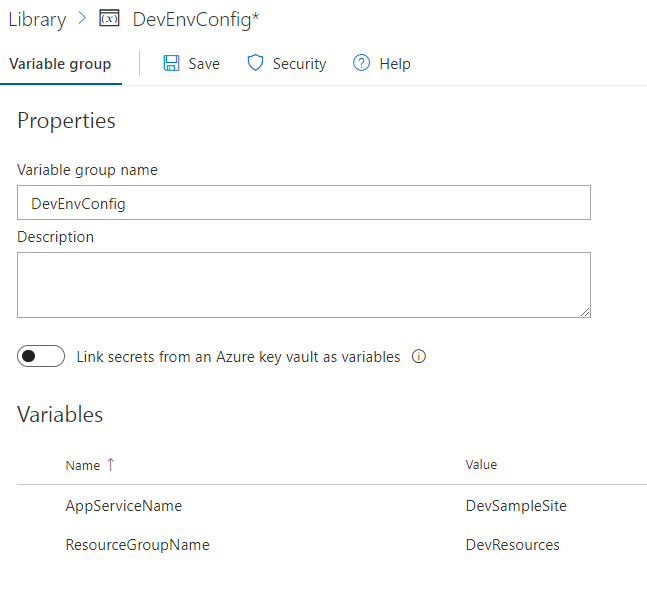 Library > DevEnvConfig*
Variable group Save Security Help
Properties
Variable group name
DevEnvConfig
Description
Link secrets from an Azure key vault as variables
Variables
Name ↑ Value
AppServiceName DevSampleSite
ResourceGroupName DevResources